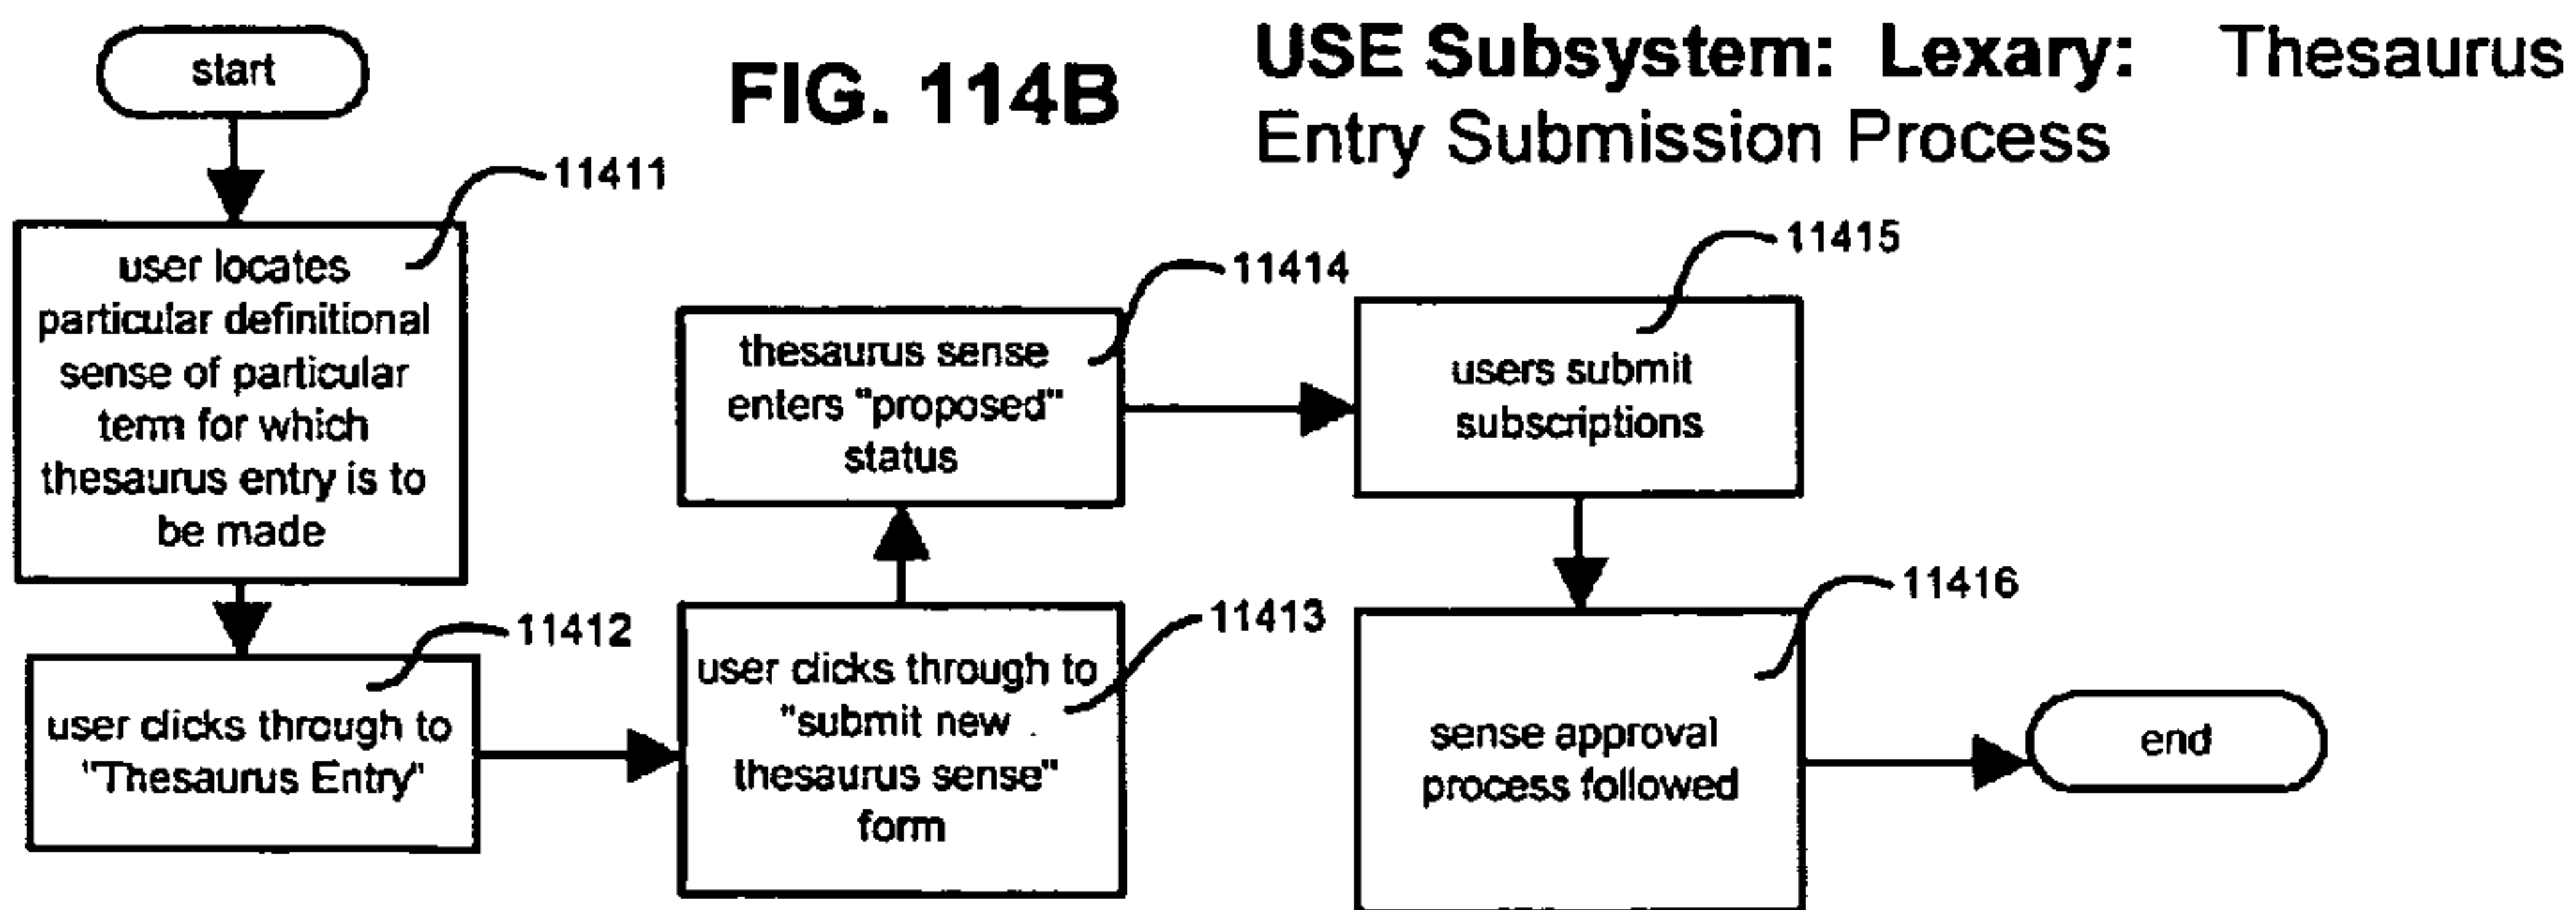 start
FIG. 114B
USE Subsystem: Lexary: Thesaurus
Entry Submission Process
11411
user locates
particular definitional
sense of particular
term for which
thesaurus entry is to
be made
11412
user clicks through to
"Thesaurus Entry"
11413
user clicks through to
"submit new
thesaurus sense"
form
11414
thesaurus sense
enters "proposed"
status
11415
users submit
subscriptions
11416
sense approval
process followed
end